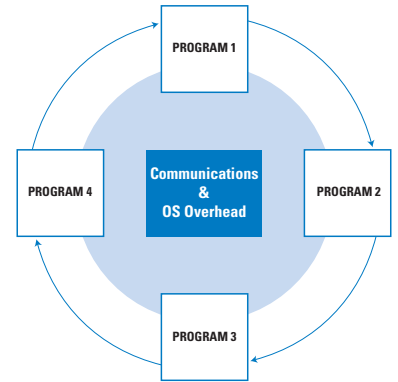 PROGRAM 1
PROGRAM 4
Communications
&
OS Overhead
PROGRAM 2
PROGRAM 3